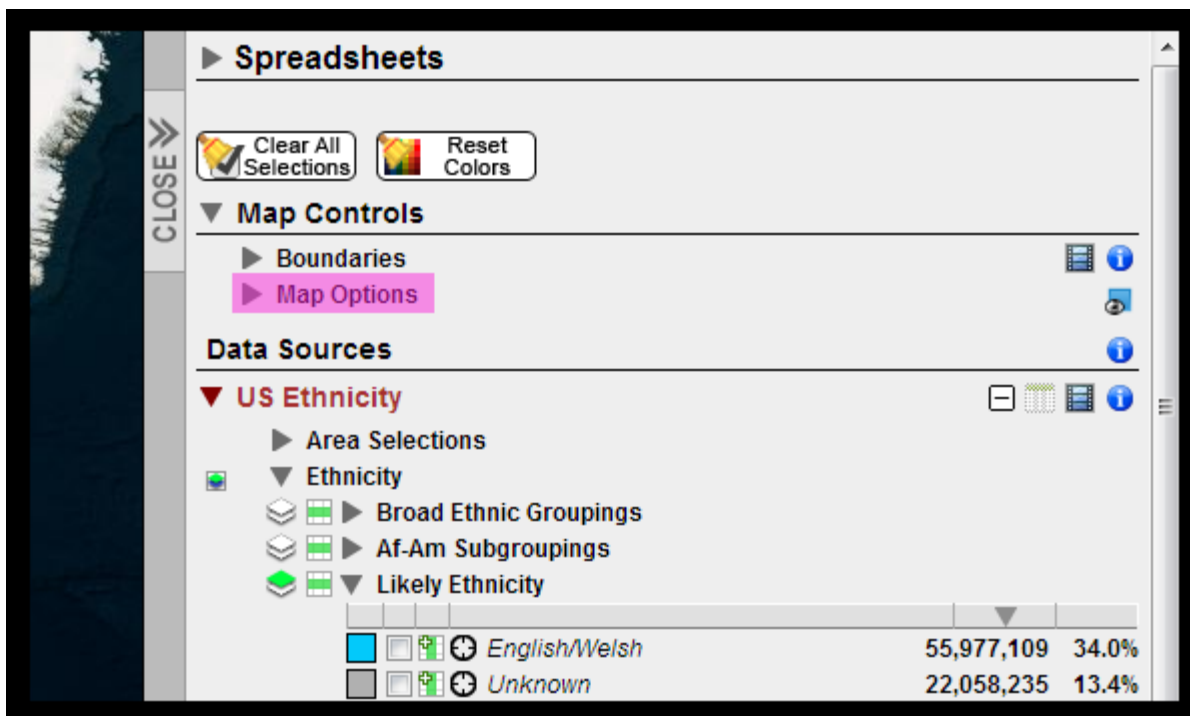 Spreadsheets
Clear All
Selections
Reset
Colors
CLOSE
Map Controls
Boundaries
Map Options
Data Sources
US Ethnicity
Area Selections
Ethnicity
Broad Ethnic Groupings
Af-Am Subgroupings
Likely Ethnicity
English/Welsh 55,977,109 34.0%
Unknown 22,058,235 13.4%